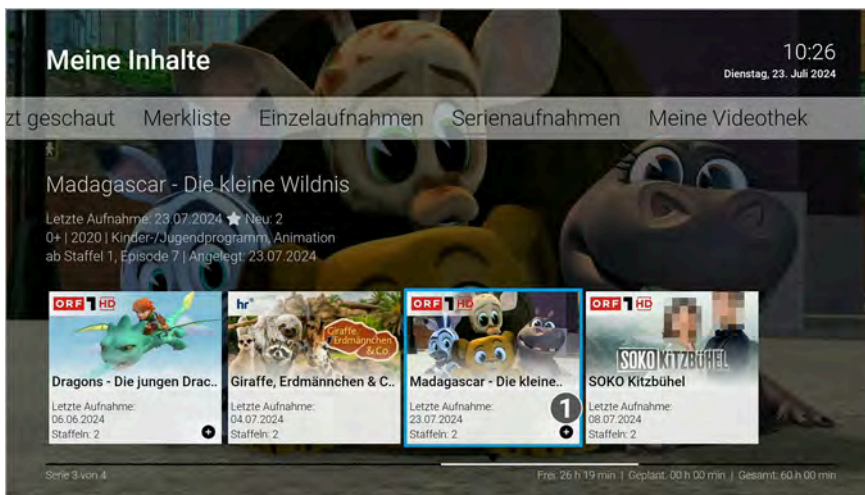 Meine Inhalte
10:26
Dienstag, 23. Juli 2024
zt geschaut Merkliste Einzelaufnahmen Serienaufnahmen Meine Videothek
Madagascar - Die kleine Wildnis
Letzte Aufnahme: 23.07.2024 ★ Neu: 2
0+ | 2020 | Kinder-/Jugendprogramm, Animation
ab Staffel 1, Episode 7 | Angelegt: 23.07.2024
ORF 1 HD
Dragons - Die jungen Drac..
Letzte Aufnahme:
06.06.2024
Staffeln: 2
hr
Giraffe,
Erdmännchen
& Co.
Giraffe, Erdmännchen & C..
Letzte Aufnahme:
04.07.2024
Staffeln: 2
ORF 1 HD
Madagascar - Die kleine..
Letzte Aufnahme:
23.07.2024
Staffeln: 2
1
ORF 1 HD
SOKO KITZBÜHEL
SOKO Kitzbühel
Letzte Aufnahme:
08.07.2024
Staffeln: 2
Serie 3 von 4
Frei: 26 h 19 min | Geplant: 00 h 00 min | Gesamt: 60 h 00 min